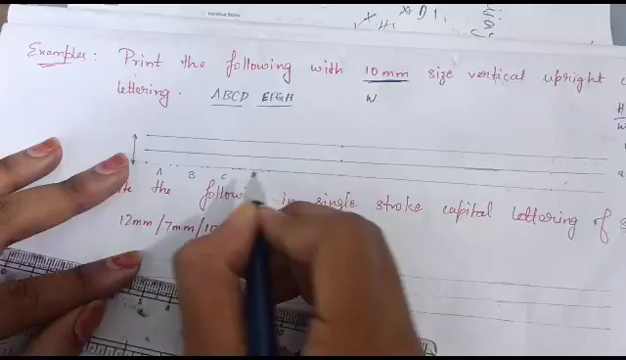 Examples: Print the following with 10mm size vertical upright
lettering. ABCD EFGH W
A B C
the following in single stroke capital lettering of
12mm/7mm/10